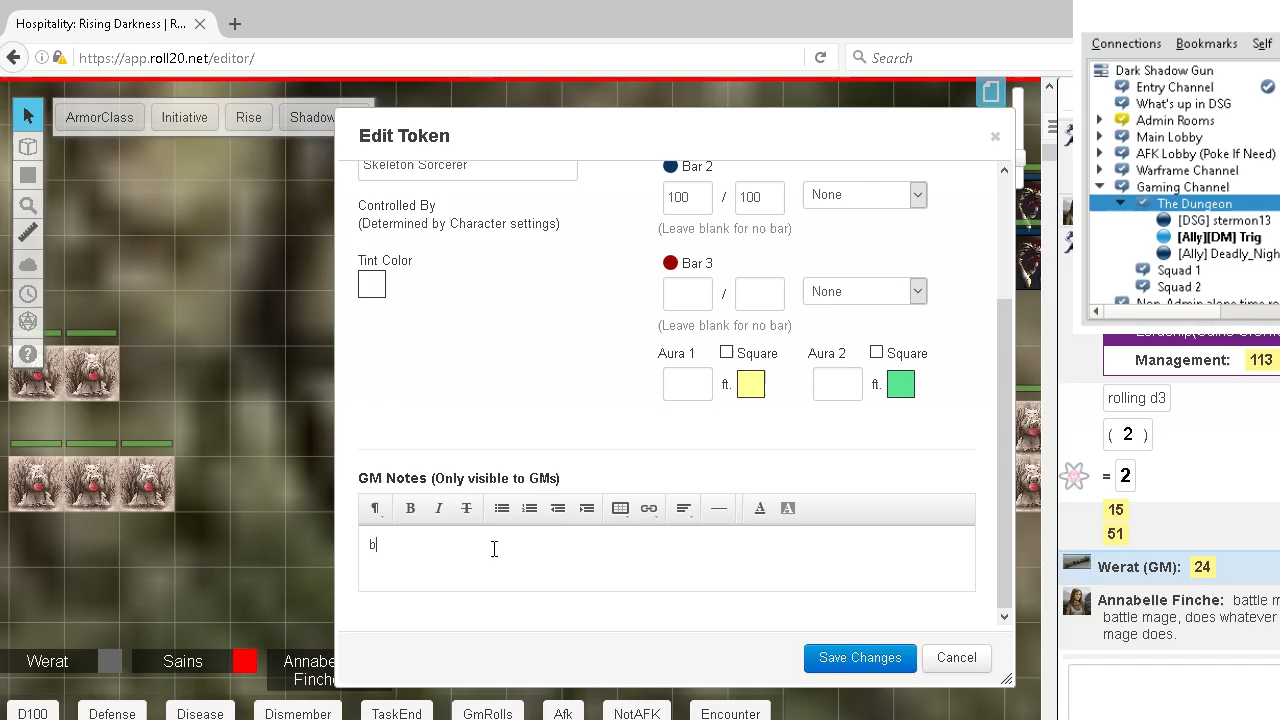 Hospitality: Rising Darkness | R...
https://app.roll20.net/editor/
Search
ArmorClass
Initiative
Rise
Shadow
Edit Token
Skeleton Sorcerer
Controlled By
(Determined by Character settings)
Tint Color
Bar 2
100 / 100
None
(Leave blank for no bar)
Bar 3
/
None
(Leave blank for no bar)
Aura 1
Square
Aura 2
Square
ft.
ft.
GM Notes (Only visible to GMs)
b
Save Changes
Cancel
Werat
Sains
Annabe
Finche
D100
Defense
Disease
Dismember
TaskEnd
GmRolls
Afk
NotAFK
Encounter
Connections
Bookmarks
Self
Dark Shadow Gun
Entry Channel
What's up in DSG
Admin Rooms
Main Lobby
AFK Lobby (Poke If Need)
Warframe Channel
Gaming Channel
The Dungeon
[DSG] stermon13
[Ally][DM] Trig
[Ally] Deadly_Nigh
Squad 1
Squad 2
Management: 113
rolling d3
( 2 )
= 2
15
51
Werat (GM): 24
Annabelle Finche: battle m
battle mage, does whatever
mage does.